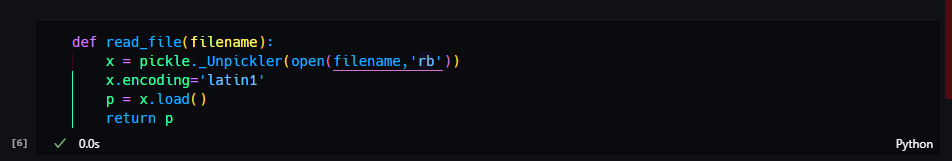 def read_file(filename):
    x = pickle._Unpickler(open(filename,'rb'))
    x.encoding='latin1'
    p = x.load()
    return p
[6] ✓ 0.0s Python